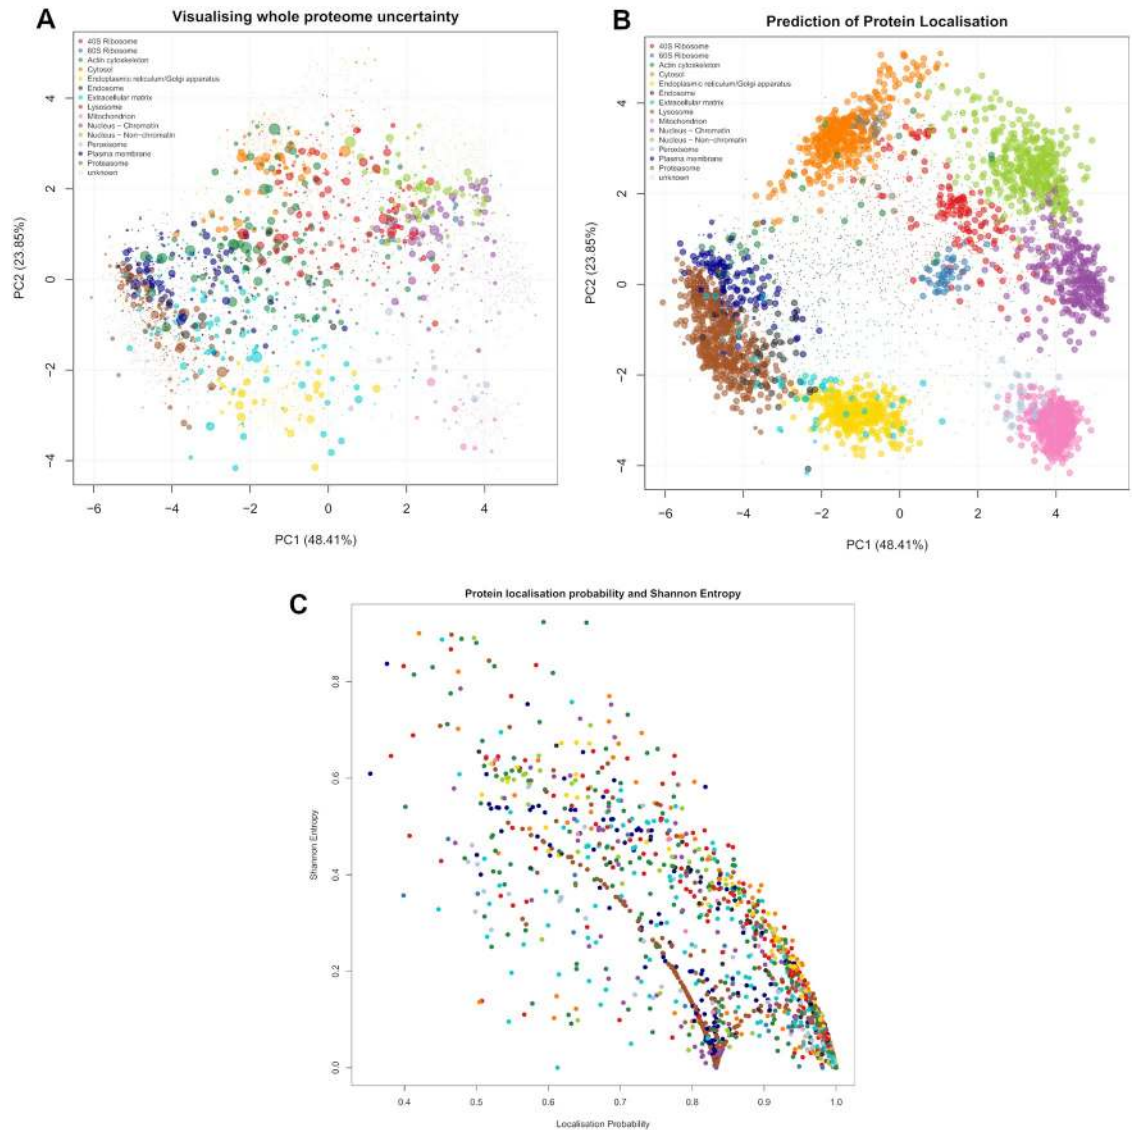 A
Visualising whole proteome uncertainty
40S Ribosome
60S Ribosome
Actin cytoskeleton
Cytosol
Endoplasmic reticulum/Golgi apparatus
Endosome
Extracellular matrix
Lysosome
Mitochondrion
Nucleus − Chromatin
Nucleus − Non−chromatin
Peroxisome
Plasma membrane
Proteasome
unknown
PC2 (23.85%)
4
2
0
−2
−4
−6 −4 −2 0 2 4
PC1 (48.41%)
B
Prediction of Protein Localisation
40S Ribosome
60S Ribosome
Actin cytoskeleton
Cytosol
Endoplasmic reticulum/Golgi apparatus
Endosome
Extracellular matrix
Lysosome
Mitochondrion
Nucleus − Chromatin
Nucleus − Non−chromatin
Peroxisome
Plasma membrane
Proteasome
unknown
PC2 (23.85%)
4
2
0
−2
−4
−6 −4 −2 0 2 4
PC1 (48.41%)
C
Protein localisation probability and Shannon Entropy
Shannon Entropy
0.8
0.6
0.4
0.2
0.0
0.4 0.5 0.6 0.7 0.8 0.9 1.0
Localisation Probability